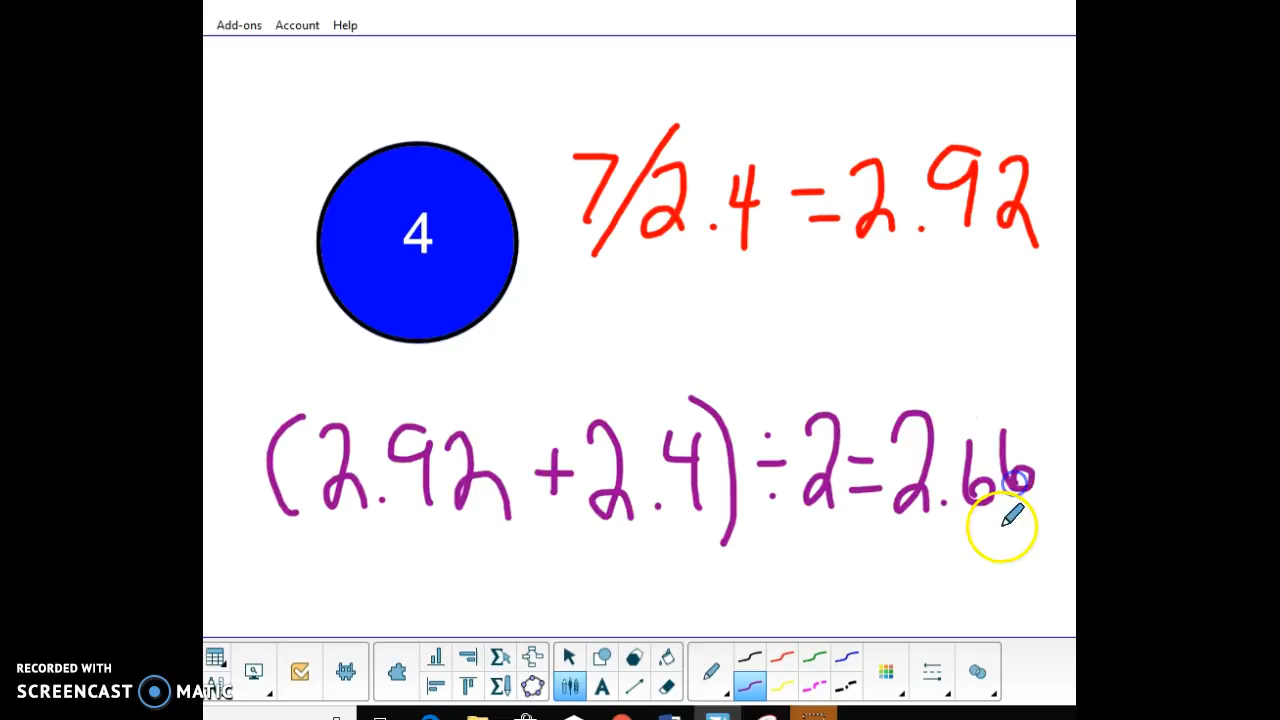 Add-ons Account Help
4
7/2.4=2.92
(2.92+2.4)÷2=2.66
RECORDED WITH
SCREENCAST MATIC